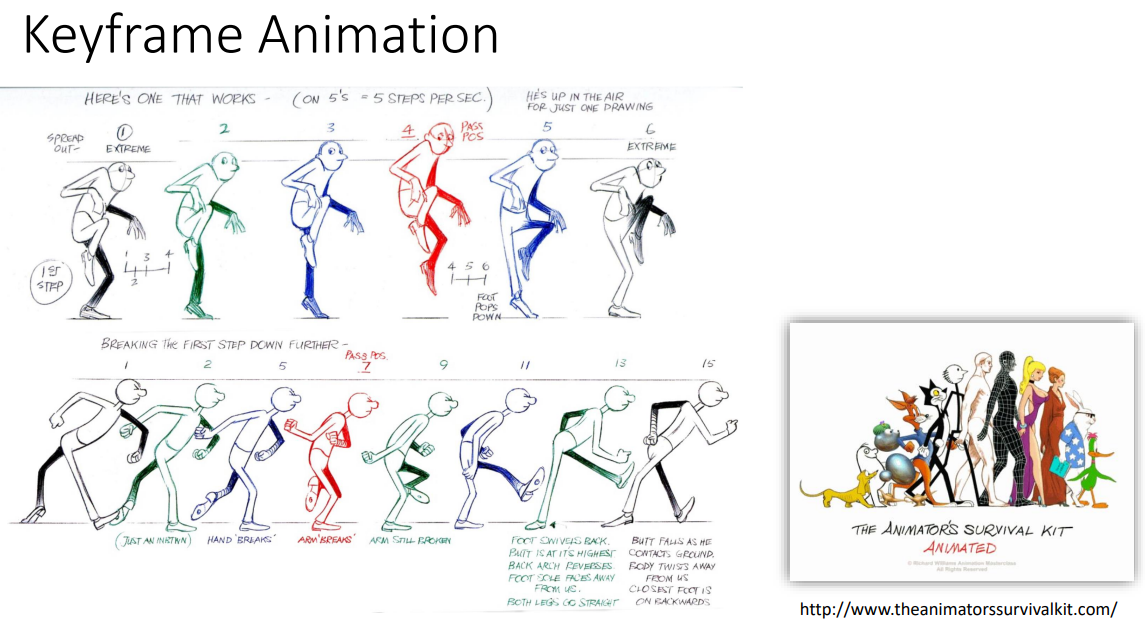 Keyframe Animation
HERE'S ONE THAT WORKS - (ON 5'S = 5 STEPS PER SEC.)
HE'S UP IN THE AIR
FOR JUST ONE DRAWING
SPREAD
OUT-
1
EXTREME
2
3
4
PASS
POS
5
6
EXTREME
1ST
STEP
1 3 4
2
4 5 6
FOOT
POPS
DOWN
BREAKING THE FIRST STEP DOWN FURTHER -
1
2
5
PASS POS.
7
9
11
13
15
(JUST AN INBTWN)
HAND 'BREAKS'
ARM 'BREAKS'
ARM STILL BROKEN
FOOT SWIVELS BACK.
BUTT IS AT IT'S HIGHEST
BACK ARCH REVERSES
FOOT SOLE FACES AWAY
FROM US.
BOTH LEGS GO STRAIGHT
BUTT FALLS AS HE
CONTACTS GROUND.
BODY TWISTS AWAY
FROM US
CLOSEST FOOT IS
ON BACKWARDS
THE ANIMATOR'S SURVIVAL KIT
ANIMATED
© Richard Williams Animation Masterclass
All Rights Reserved
http://www.theanimatorssurvivalkit.com/